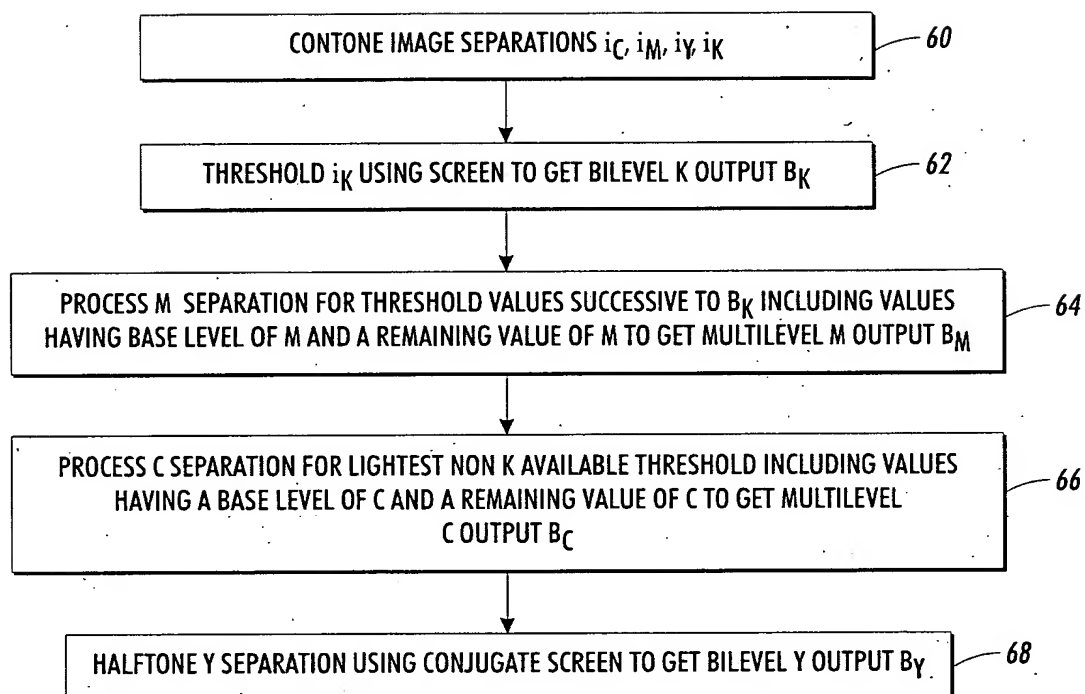 CONTONE IMAGE SEPARATIONS iC, iM, iY, iK
60
THRESHOLD iK USING SCREEN TO GET BILEVEL K OUTPUT BK
62
PROCESS M SEPARATION FOR THRESHOLD VALUES SUCCESSIVE TO BK INCLUDING VALUES
HAVING BASE LEVEL OF M AND A REMAINING VALUE OF M TO GET MULTILEVEL M OUTPUT BM
64
PROCESS C SEPARATION FOR LIGHTEST NON K AVAILABLE THRESHOLD INCLUDING VALUES
HAVING A BASE LEVEL OF C AND A REMAINING VALUE OF C TO GET MULTILEVEL
C OUTPUT BC
66
HALFTONE Y SEPARATION USING CONJUGATE SCREEN TO GET BILEVEL Y OUTPUT BY
68